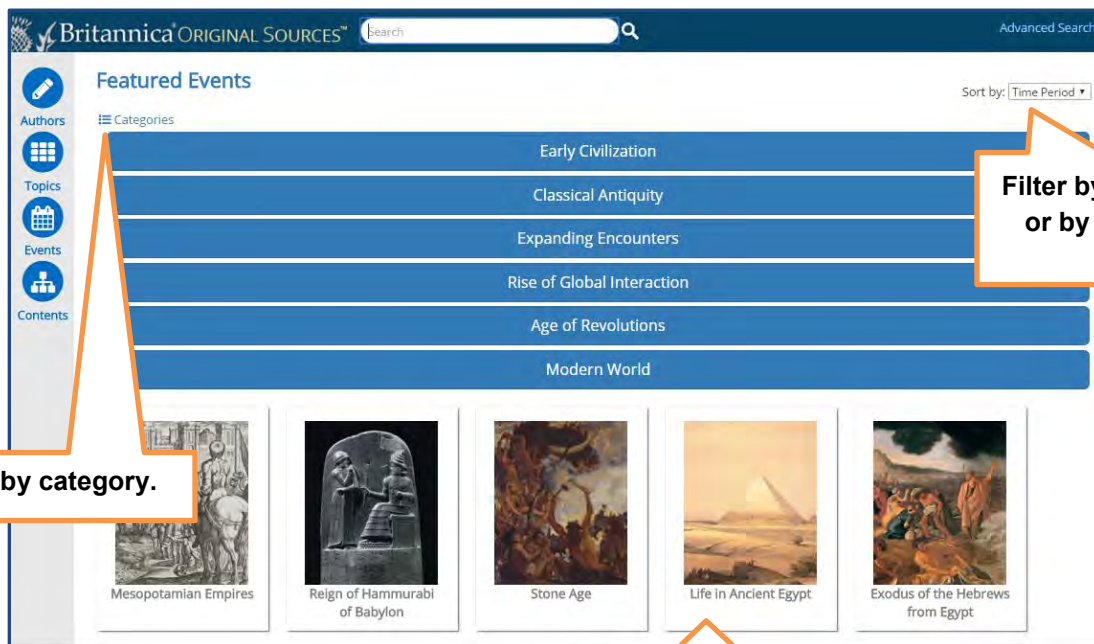 Britannica® ORIGINAL SOURCES™
Search
Advanced Search
Featured Events
Sort by: Time Period
Authors
Categories
Early Civilization
Topics
Classical Antiquity
Filter by
or by
Events
Expanding Encounters
Rise of Global Interaction
Contents
Age of Revolutions
Modern World
by category.
Mesopotamian Empires
Reign of Hammurabi
of Babylon
Stone Age
Life in Ancient Egypt
Exodus of the Hebrews
from Egypt